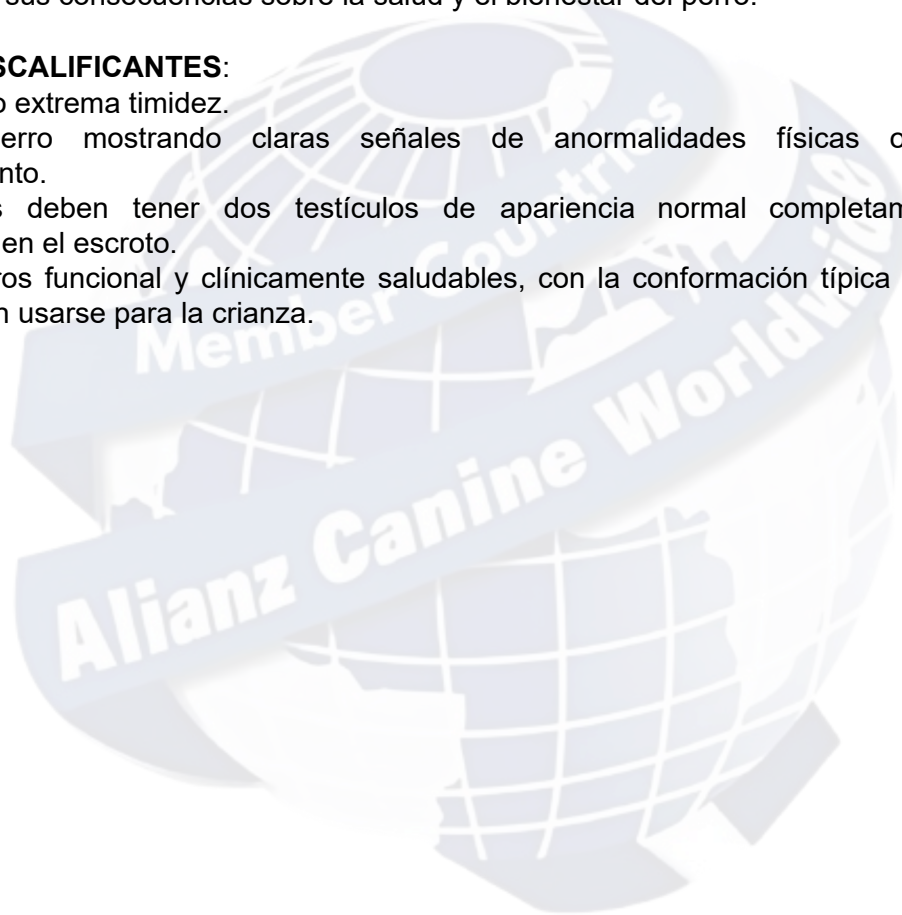 sus consecuencias sobre la salud y el bienestar del perro.
SCALIFICANTES:
o extrema timidez.
erro mostrando claras señales de anormalidades físicas o
nto.
s deben tener dos testículos de apariencia normal completam
en el escroto.
ros funcional y clínicamente saludables, con la conformación típica
n usarse para la crianza.
Member Countries
Alianz Canine Worldwide